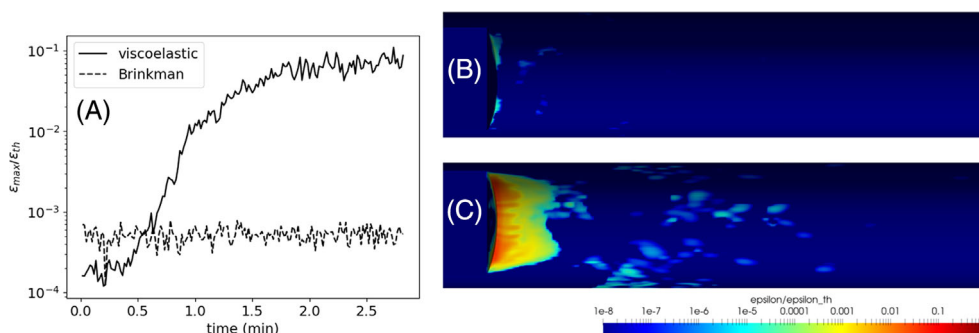 10⁻¹
10⁻²
10⁻³
10⁻⁴
ε_max/ε_th
viscoelastic
Brinkman
(A)
0.0 0.5 1.0 1.5 2.0 2.5
time (min)
(B)
(C)
epsilon/epsilon_th
1e-8 1e-7 1e-6 1e-5 0.0001 0.001 0.01 0.1